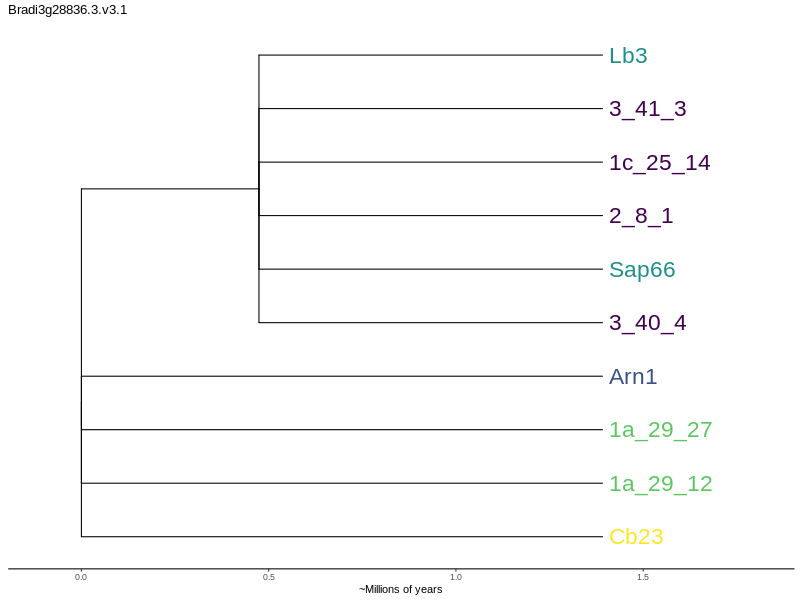 Bradi3g28836.3.v3.1
Lb3
3_41_3
1c_25_14
2_8_1
Sap66
3_40_4
Arn1
1a_29_27
1a_29_12
Cb23
0.0 0.5 1.0 1.5
~Millions of years